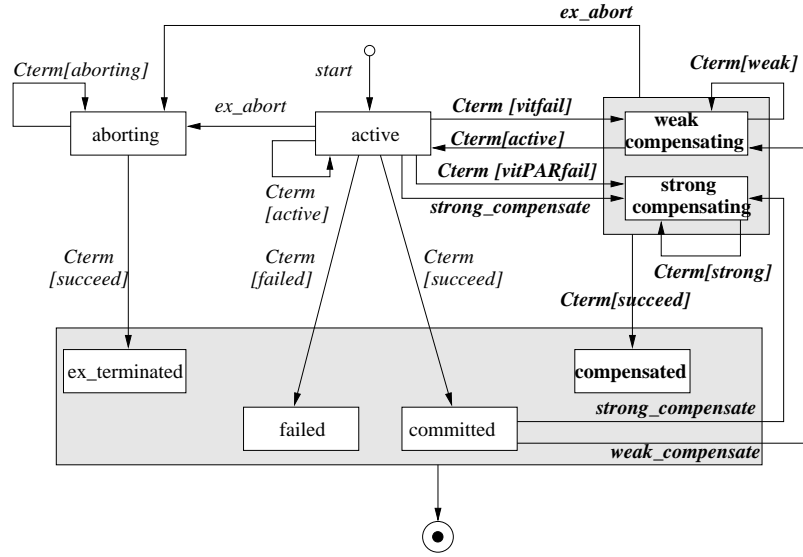 ex_abort
Cterm[aborting]
start
Cterm[weak]
ex_abort
Cterm [vitfail]
aborting
active
weak
compensating
Cterm[active]
Cterm [vitPARfail]
Cterm
[active]
strong
compensating
strong_compensate
Cterm
[succeed]
Cterm
[failed]
Cterm
[succeed]
Cterm[strong]
Cterm[succeed]
ex_terminated
compensated
strong_compensate
failed
committed
weak_compensate